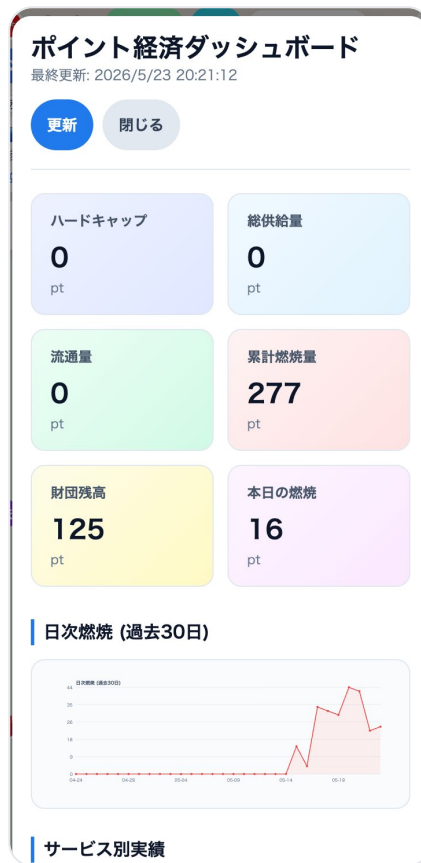 ポイント経済ダッシュボード
最終更新: 2026/5/23 20:21:12
更新 閉じる
ハードキャップ
0
pt
総供給量
0
pt
流通量
0
pt
累計燃焼量
277
pt
財団残高
125
pt
本日の燃焼
16
pt
日次燃焼 (過去30日)
日次燃焼 (過去30日)
44
35
26
18
9
0
04-24 04-29 05-04 05-09 05-14 05-19
サービス別実績